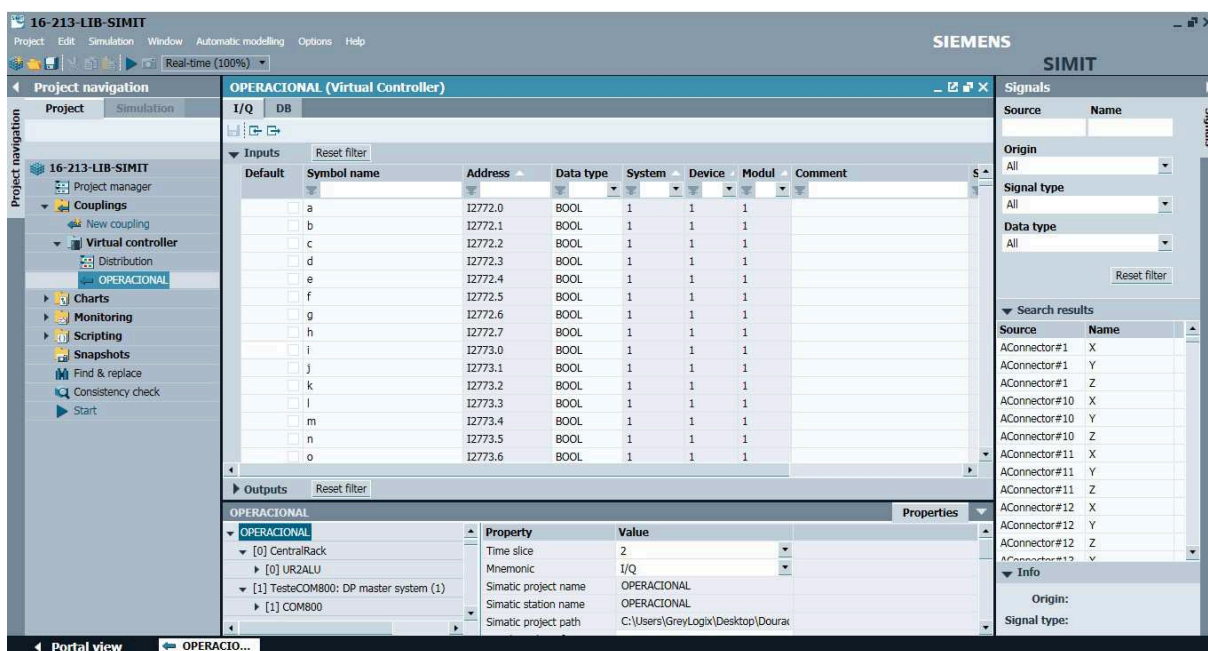 16-213-LIB-SIMIT
Project Edit Simulation Window Automatic modelling Options Help
SIEMENS
Real-time (100%)
SIMIT
Project navigation
OPERACIONAL (Virtual Controller)
Signals
Project navigation
Project Simulation
I/Q DB
Source Name
Inputs Reset filter
Origin
All
Signal type
All
Data type
All
Reset filter
16-213-LIB-SIMIT
Project manager
Couplings
New coupling
Virtual controller
Distribution
OPERACIONAL
Charts
Monitoring
Scripting
Snapshots
Find & replace
Consistency check
Start
Default Symbol name Address Data type System Device Modul Comment S
a I2772.0 BOOL 1 1 1
b I2772.1 BOOL 1 1 1
c I2772.2 BOOL 1 1 1
d I2772.3 BOOL 1 1 1
e I2772.4 BOOL 1 1 1
f I2772.5 BOOL 1 1 1
g I2772.6 BOOL 1 1 1
h I2772.7 BOOL 1 1 1
i I2773.0 BOOL 1 1 1
j I2773.1 BOOL 1 1 1
k I2773.2 BOOL 1 1 1
l I2773.3 BOOL 1 1 1
m I2773.4 BOOL 1 1 1
n I2773.5 BOOL 1 1 1
o I2773.6 BOOL 1 1 1
Outputs Reset filter
Search results
Source Name
AConnector#1 X
AConnector#1 Y
AConnector#1 Z
AConnector#10 X
AConnector#10 Y
AConnector#10 Z
AConnector#11 X
AConnector#11 Y
AConnector#11 Z
AConnector#12 X
AConnector#12 Y
AConnector#12 Z
OPERACIONAL
Properties
OPERACIONAL
[0] CentralRack
[0] UR2ALU
[1] TesteCOM800: DP master system (1)
[1] COM800
Property Value
Time slice 2
Mnemonic I/Q
Simatic project name OPERACIONAL
Simatic station name OPERACIONAL
Simatic project path C:\Users\GreyLogix\Desktop\Dourac
Info
Origin:
Signal type:
Portal view OPERACIO...